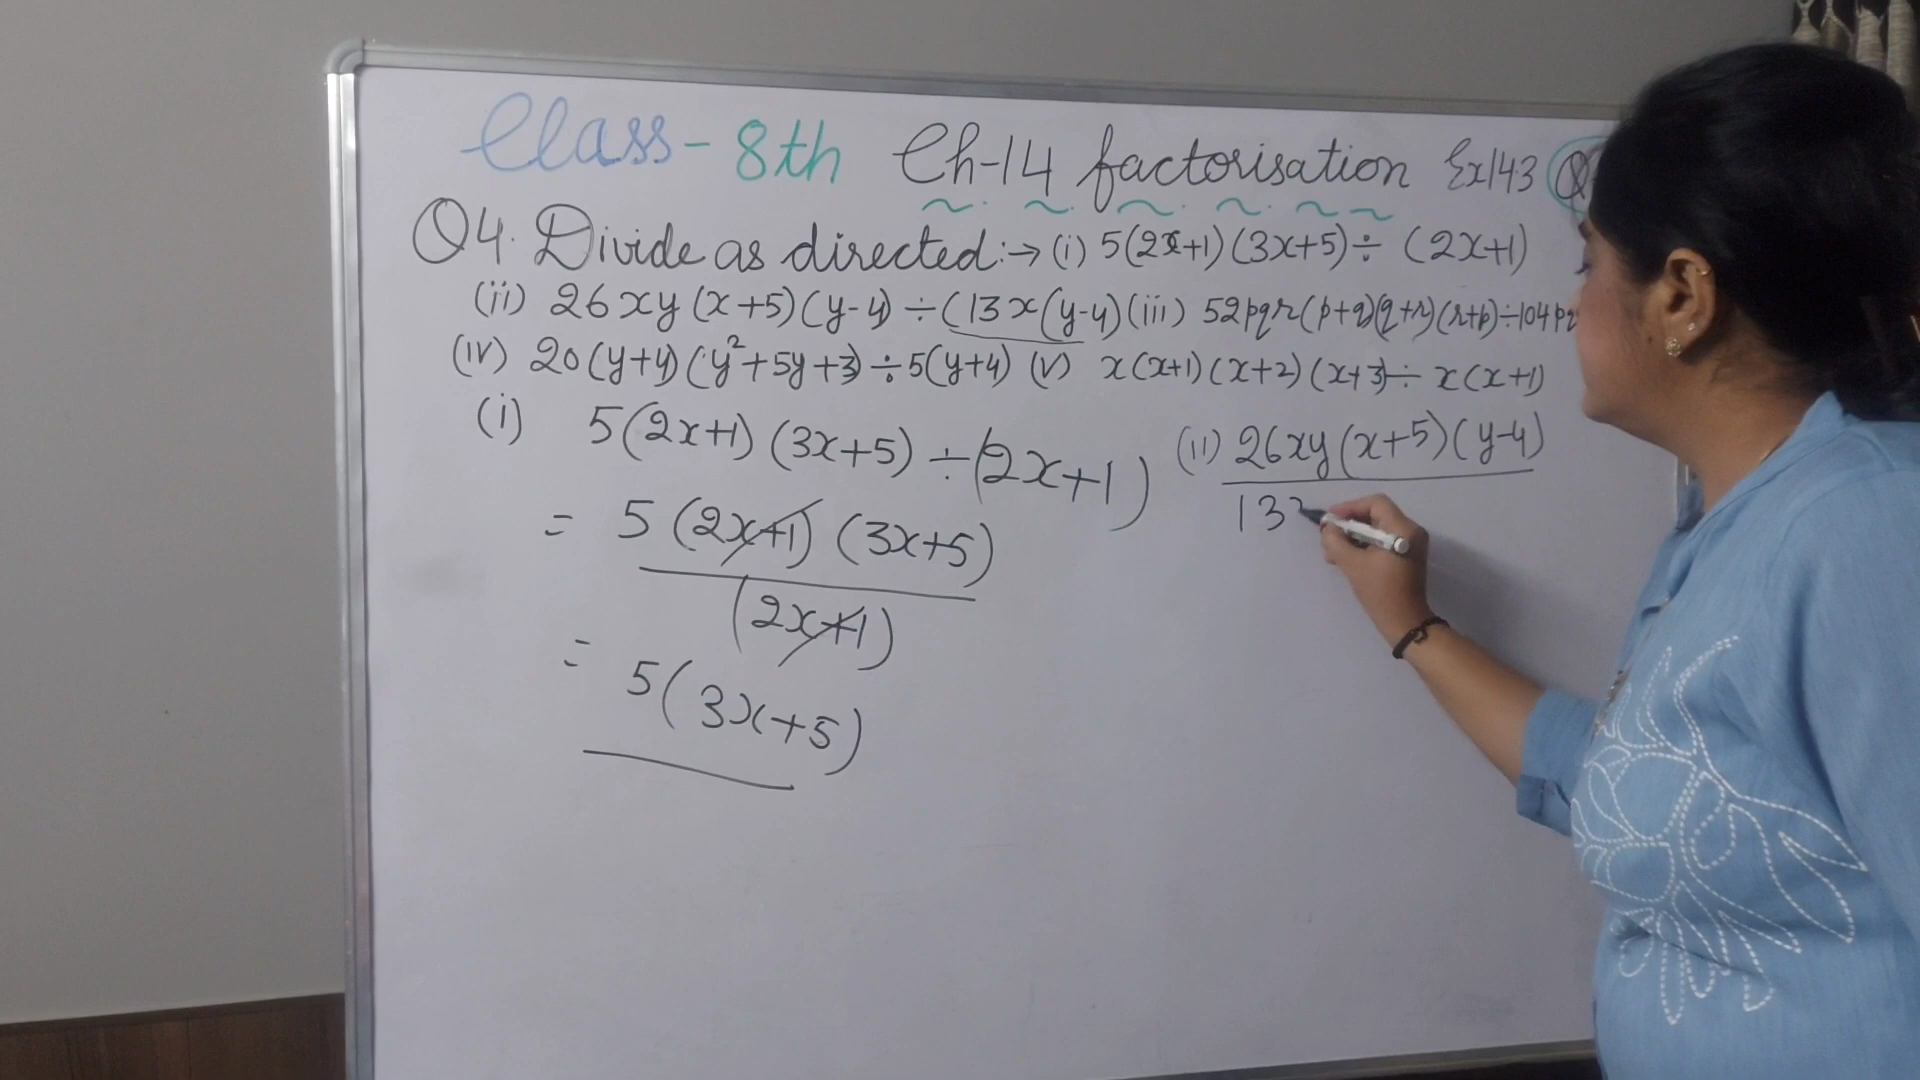 Class - 8th Ch-14 factorisation Ex14.3
Q4. Divide as directed:→ (i) 5(2x+1)(3x+5)÷ (2x+1)
(ii) 26xy(x+5)(y-4)÷(13x(y-4) (iii) 52pqr(p+q)(q+r)(r+p)÷104pq
(iv) 20(y+4)(y²+5y+3)÷5(y+4) (v) x(x+1)(x+2)(x+3)÷ x(x+1)
(i) 5(2x+1)(3x+5)÷(2x+1)
= 5(2x+1)(3x+5)
(2x+1)
= 5(3x+5)
(ii) 26xy(x+5)(y-4)
13x